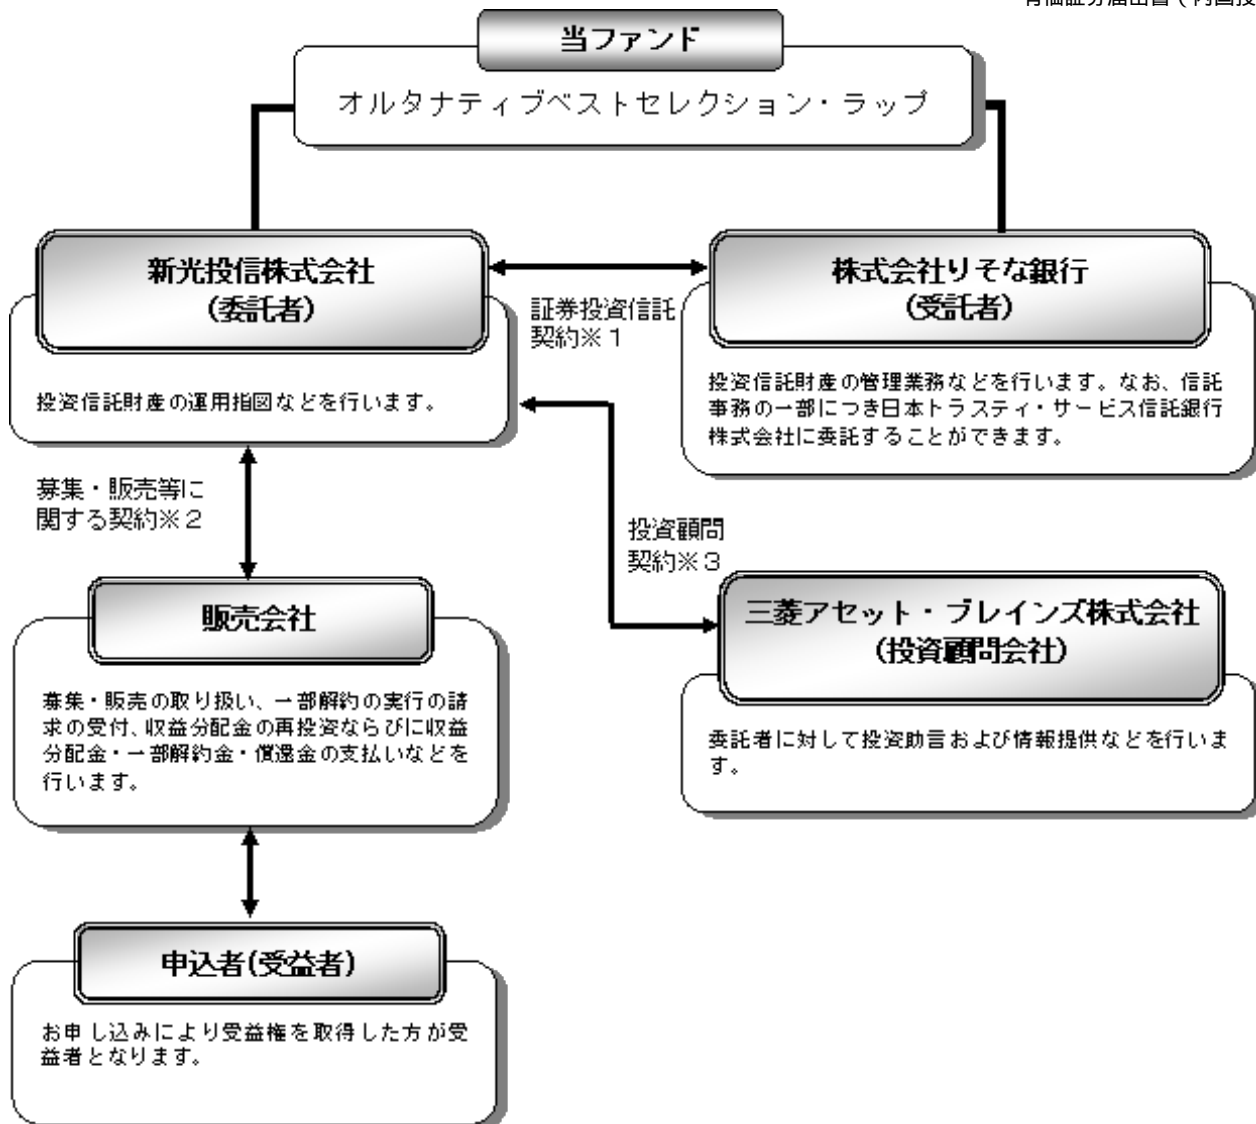 当ファンド
オルタナティブベストセレクション・ラップ
新光投信株式会社
(委託者)
投資信託財産の運用指図などを行います。
証券投資信託
契約※1
株式会社りそな銀行
(受託者)
投資信託財産の管理業務などを行います。なお、信託
事務の一部につき日本トラスティ・サービス信託銀行
株式会社に委託することができます。
募集・販売等に
関する契約※2
投資顧問
契約※3
販売会社
募集・販売の取り扱い、一部解約の実行の請
求の受付、収益分配金の再投資ならびに収益
分配金・一部解約金・償還金の支払いなどを
行います。
三菱アセット・ブレインズ株式会社
(投資顧問会社)
委託者に対して投資助言および情報提供などを行いま
す。
申込者(受益者)
お申し込みにより受益権を取得した方が受
益者となります。